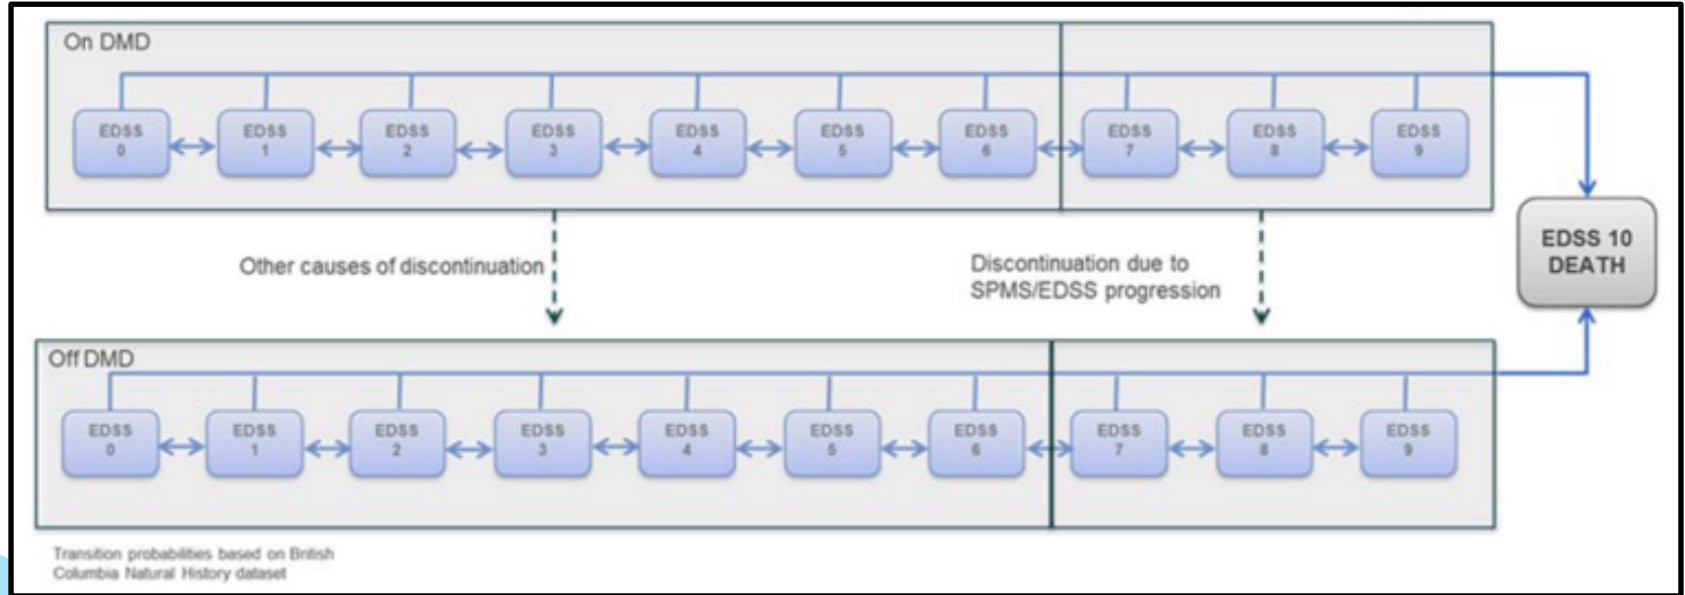 On DMD
EDSS
0
EDSS
1
EDSS
2
EDSS
3
EDSS
4
EDSS
5
EDSS
6
EDSS
7
EDSS
8
EDSS
9
EDSS 10
DEATH
Other causes of discontinuation
Discontinuation due to
SPMS/EDSS progression
Off DMD
EDSS
0
EDSS
1
EDSS
2
EDSS
3
EDSS
4
EDSS
5
EDSS
6
EDSS
7
EDSS
8
EDSS
9
Transition probabilities based on British
Columbia Natural History dataset